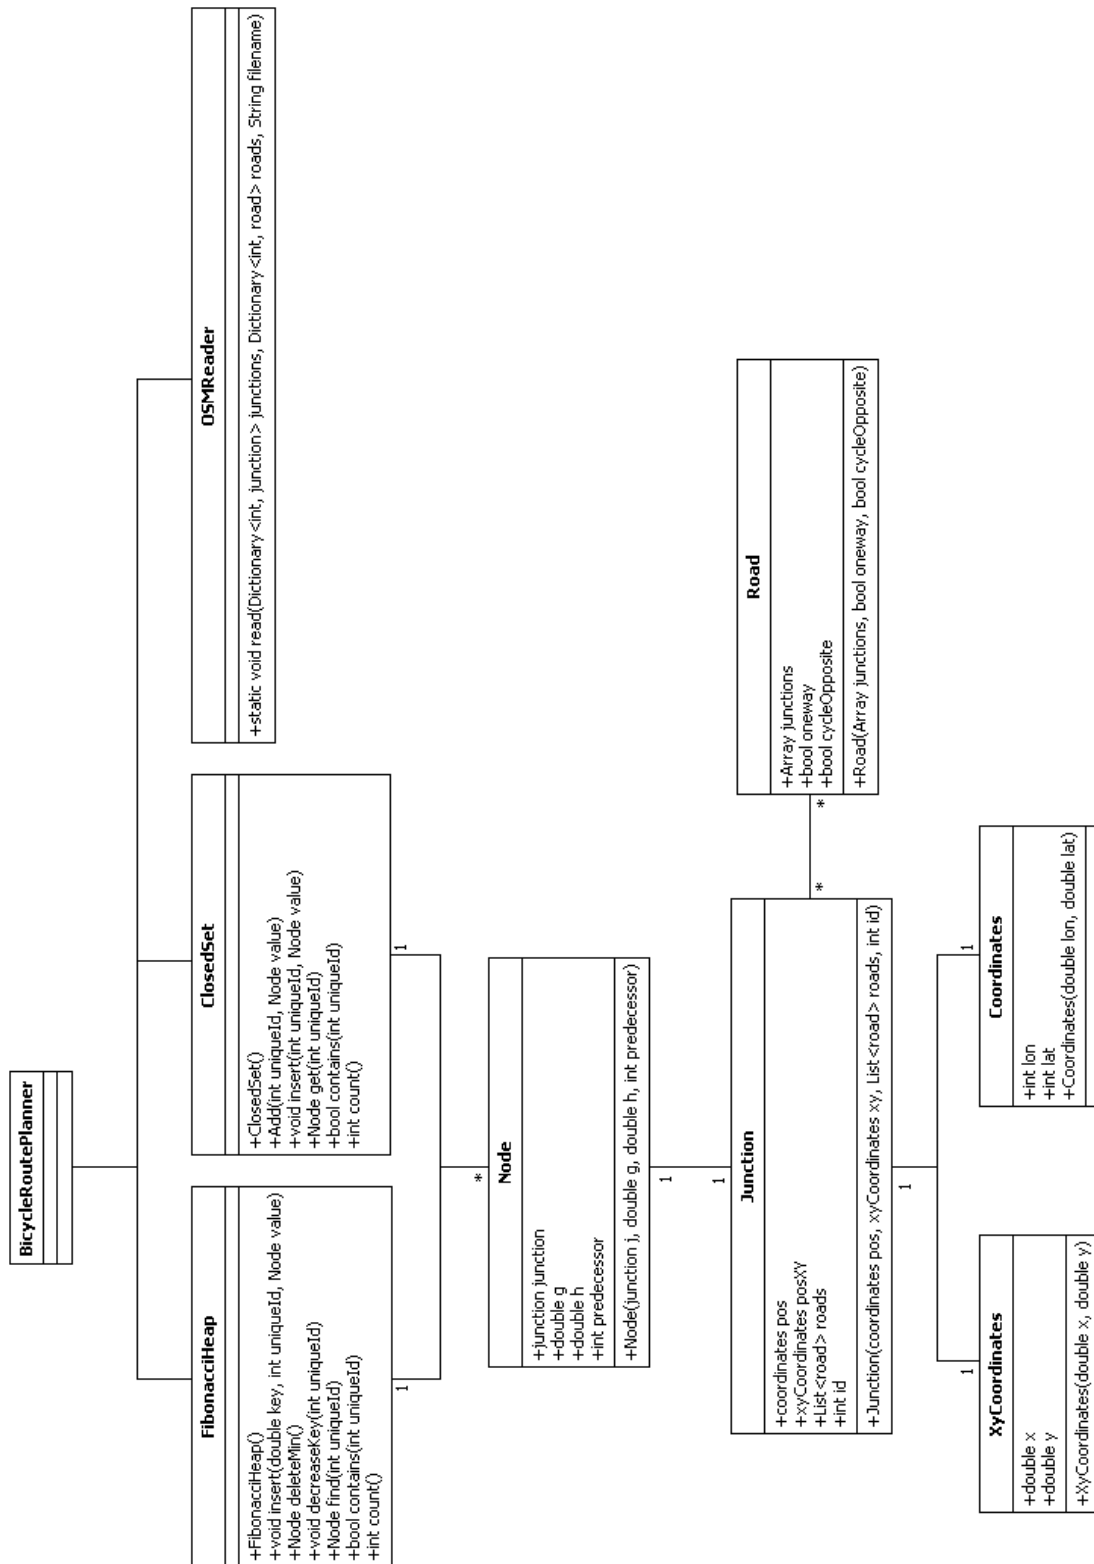 BicycleRoutePlanner
FibonacciHeap
+FibonacciHeap()
+void insert(double key, int uniqueId, Node value)
+Node deleteMin()
+void decreaseKey(int uniqueId)
+Node find(int uniqueId)
+bool contains(int uniqueId)
+int count()
ClosedSet
+ClosedSet()
+Add(int uniqueId, Node value)
+void insert(int uniqueId, Node value)
+Node get(int uniqueId)
+bool contains(int uniqueId)
+int count()
OSMReader
+static void read(Dictionary<int, junction> junctions, Dictionary<int, road> roads, String filename)
1
1
*
Node
+junction junction
+double g
+double h
+int predecessor
+Node(junction j, double g, double h, int predecessor)
1
1
Junction
+coordinates pos
+xyCoordinates posXY
+List<road> roads
+int id
+Junction(coordinates pos, xyCoordinates xy, List<road> roads, int id)
*
*
Road
+Array junctions
+bool oneway
+bool cycleOpposite
+Road(Array junctions, bool oneway, bool cycleOpposite)
1
1
1
XyCoordinates
+double x
+double y
+XyCoordinates(double x, double y)
Coordinates
+int lon
+int lat
+Coordinates(double lon, double lat)